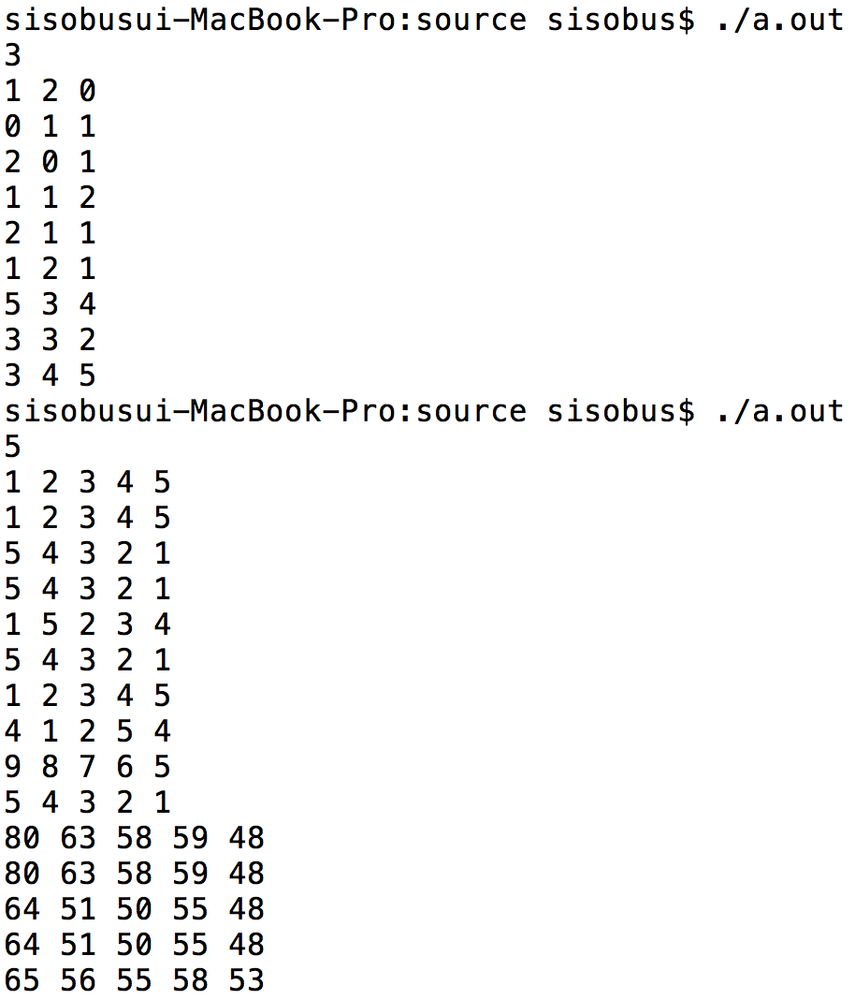 sisobusui-MacBook-Pro:source sisobus$ ./a.out
3
1 2 0
0 1 1
2 0 1
1 1 2
2 1 1
1 2 1
5 3 4
3 3 2
3 4 5
sisobusui-MacBook-Pro:source sisobus$ ./a.out
5
1 2 3 4 5
1 2 3 4 5
5 4 3 2 1
5 4 3 2 1
1 5 2 3 4
5 4 3 2 1
1 2 3 4 5
4 1 2 5 4
9 8 7 6 5
5 4 3 2 1
80 63 58 59 48
80 63 58 59 48
64 51 50 55 48
64 51 50 55 48
65 56 55 58 53